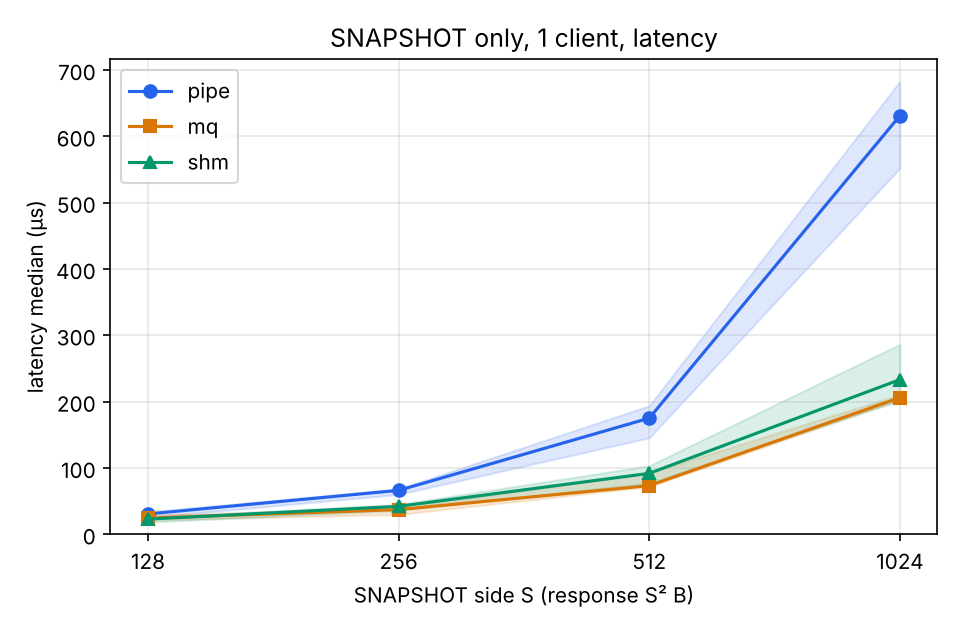 SNAPSHOT only, 1 client, latency
pipe
mq
shm
latency median (µs)
700
600
500
400
300
200
100
0
128
256
512
1024
SNAPSHOT side S (response S² B)